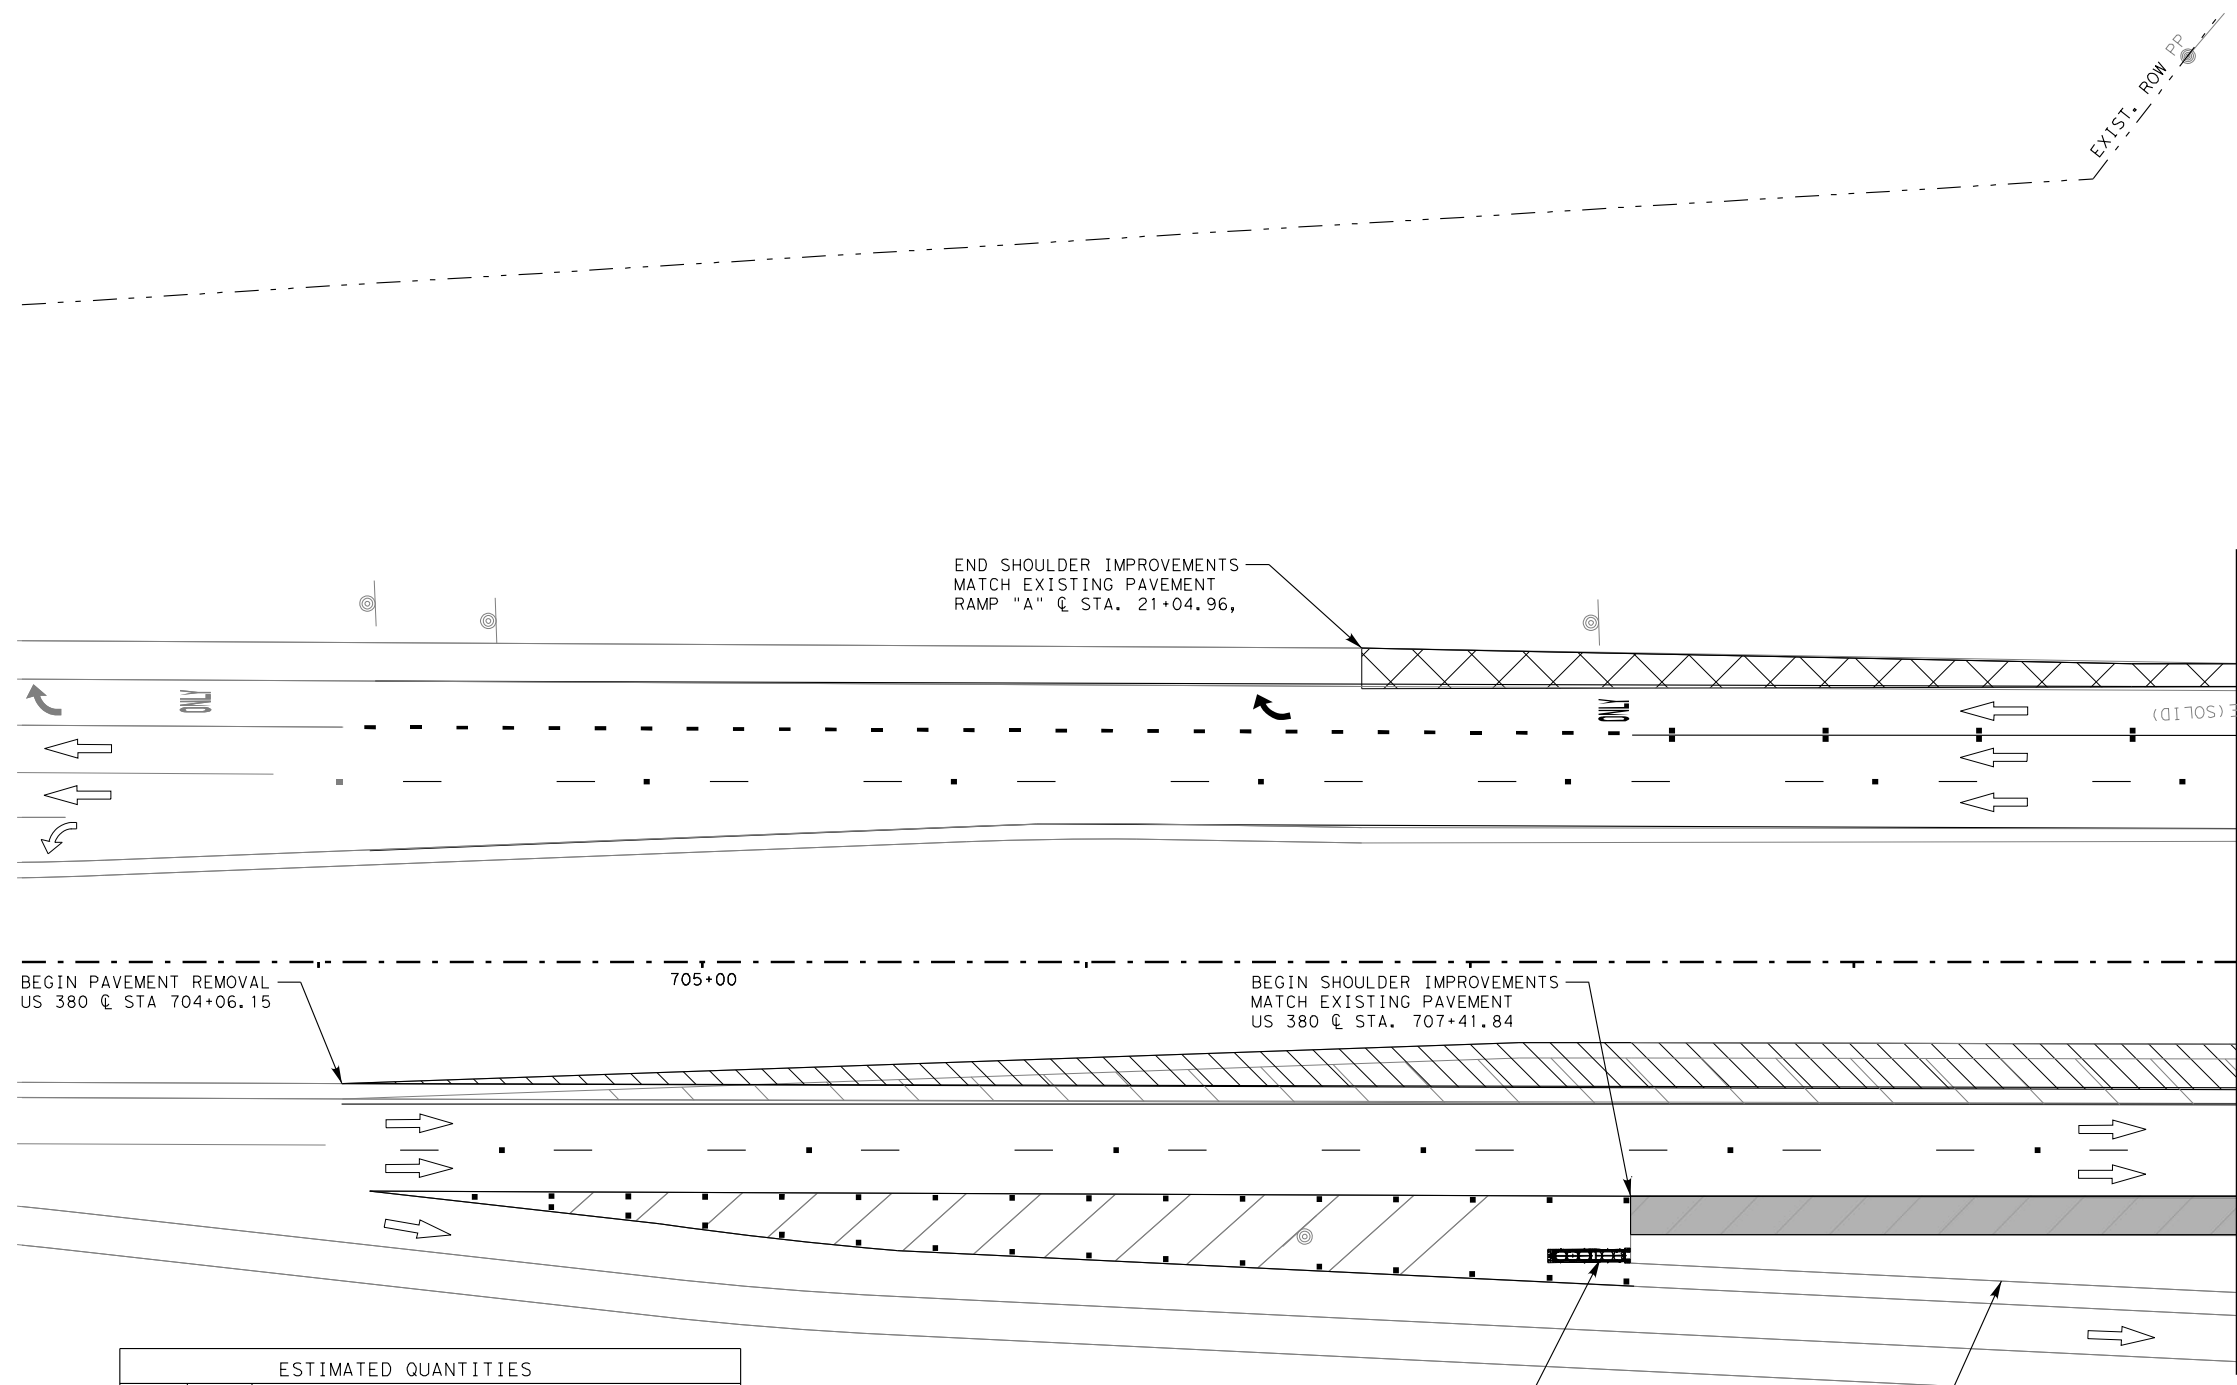 EXIST. ROW PP
END SHOULDER IMPROVEMENTS
MATCH EXISTING PAVEMENT
RAMP "A" ℄ STA. 21+04.96,
ONLY
ONLY
E(SOLID)
705+00
BEGIN PAVEMENT REMOVAL
US 380 ℄ STA 704+06.15
BEGIN SHOULDER IMPROVEMENTS
MATCH EXISTING PAVEMENT
US 380 ℄ STA. 707+41.84
ESTIMATED QUANTITIES